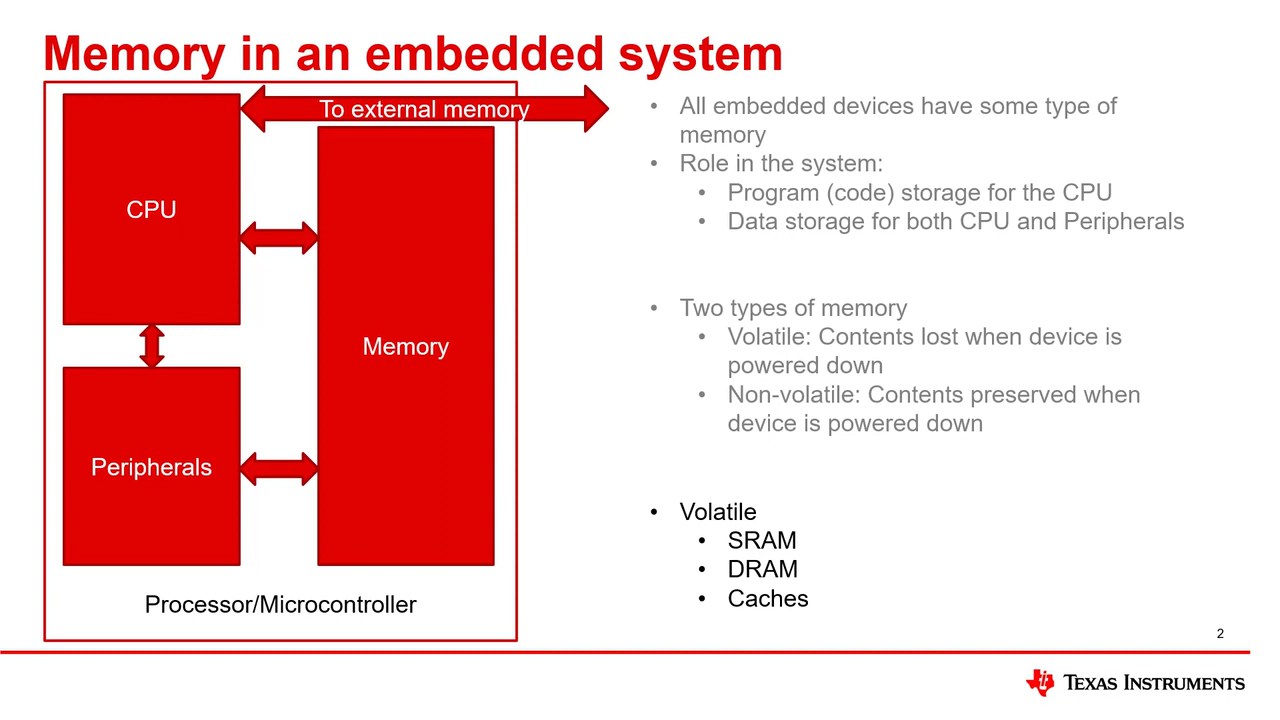 Memory in an embedded system
To external memory
CPU
Memory
Peripherals
Processor/Microcontroller
• All embedded devices have some type of
memory
• Role in the system:
• Program (code) storage for the CPU
• Data storage for both CPU and Peripherals
• Two types of memory
• Volatile: Contents lost when device is
powered down
• Non-volatile: Contents preserved when
device is powered down
• Volatile
• SRAM
• DRAM
• Caches
2
TEXAS INSTRUMENTS